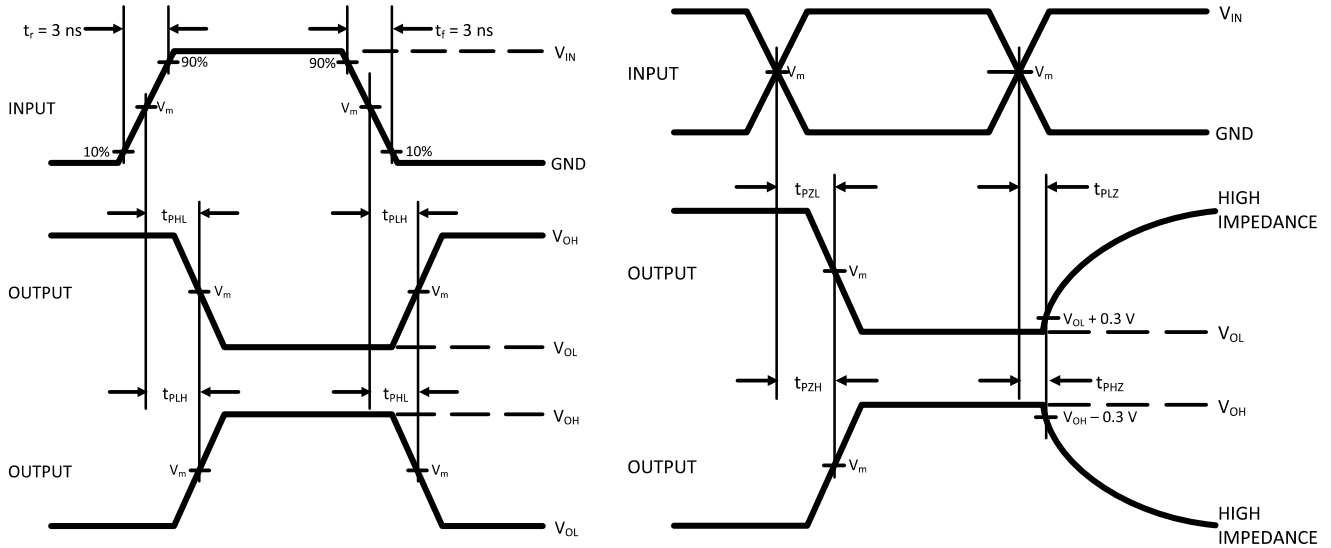 tr = 3 ns
tf = 3 ns
VIN
90%
90%
INPUT
Vm
Vm
10%
10%
GND
tPHL
tPLH
VOH
OUTPUT
Vm
Vm
VOL
tPLH
tPHL
VOH
OUTPUT
Vm
Vm
VOL
VIN
INPUT
Vm
Vm
GND
tPZL
tPLZ
HIGH
IMPEDANCE
OUTPUT
Vm
VOL + 0.3 V
VOL
tPZH
tPHZ
VOH
VOH – 0.3 V
OUTPUT
Vm
HIGH
IMPEDANCE